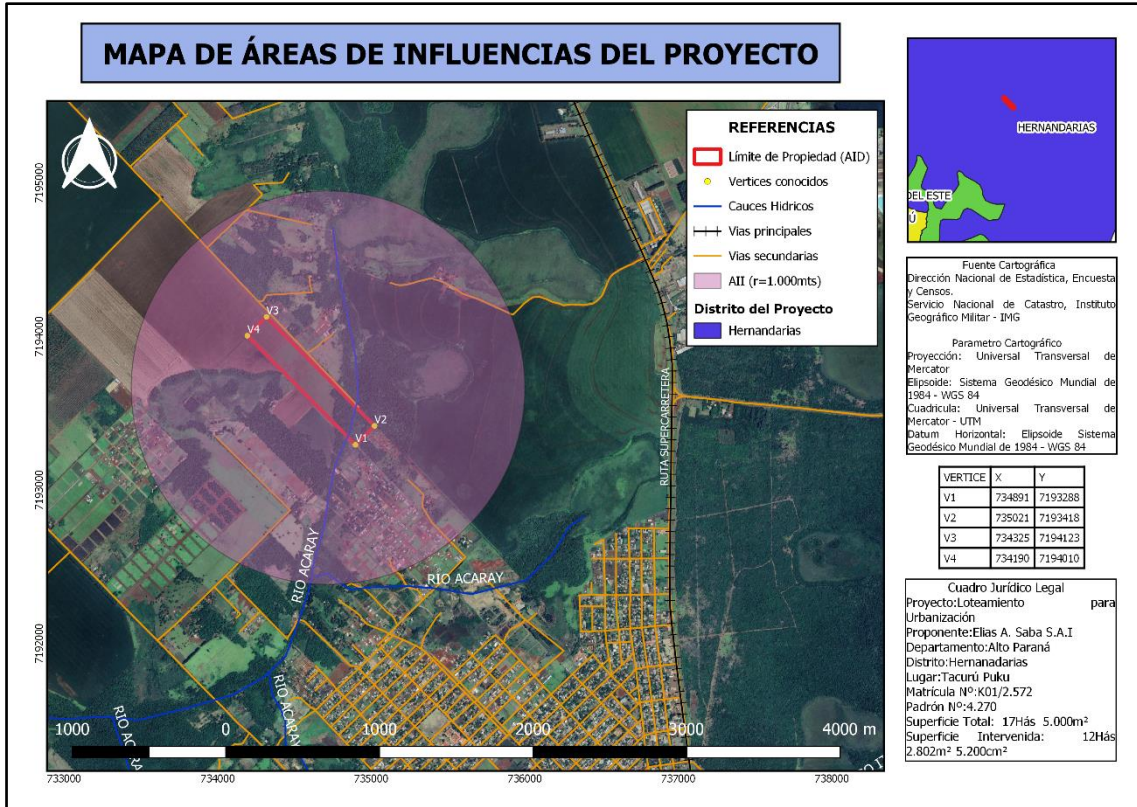 MAPA DE ÁREAS DE INFLUENCIAS DEL PROYECTO
REFERENCIAS
Límite de Propiedad (AID)
Vertices conocidos
Cauces Hidricos
Vias principales
Vias secundarias
AII (r=1.000mts)
Distrito del Proyecto
Hernandarias
7195000
7194000
7193000
7192000
V3
V4
V2
V1
RUTA SUPERCARRETERA
RIO ACARAY
RIO ACARAY
RIO ACARAY
RIO ACARA
1000
0
1000
2000
3000
4000 m
733000
734000
735000
736000
737000
738000
HERNANDARIAS
DEL ESTE
Ú
Fuente Cartográfica
Dirección Nacional de Estadística, Encuesta
y Censos.
Servicio Nacional de Catastro, Instituto
Geográfico Militar - IMG
Parametro Cartográfico
Proyección: Universal Transversal de
Mercator
Elipsoide: Sistema Geodésico Mundial de
1984 - WGS 84
Cuadricula: Universal Transversal de
Mercator - UTM
Datum Horizontal: Elipsoide Sistema
Geodésico Mundial de 1984 - WGS 84
VERTICE X Y
V1 734891 7193288
V2 735021 7193418
V3 734325 7194123
V4 734190 7194010
Cuadro Jurídico Legal
Proyecto:Loteamiento para
Urbanización
Proponente:Elias A. Saba S.A.I
Departamento:Alto Paraná
Distrito:Hernanadarias
Lugar:Tacurú Puku
Matrícula Nº:K01/2.572
Padrón Nº:4.270
Superficie Total: 17Hás 5.000m²
Superficie Intervenida: 12Hás
2.802m² 5.200cm²